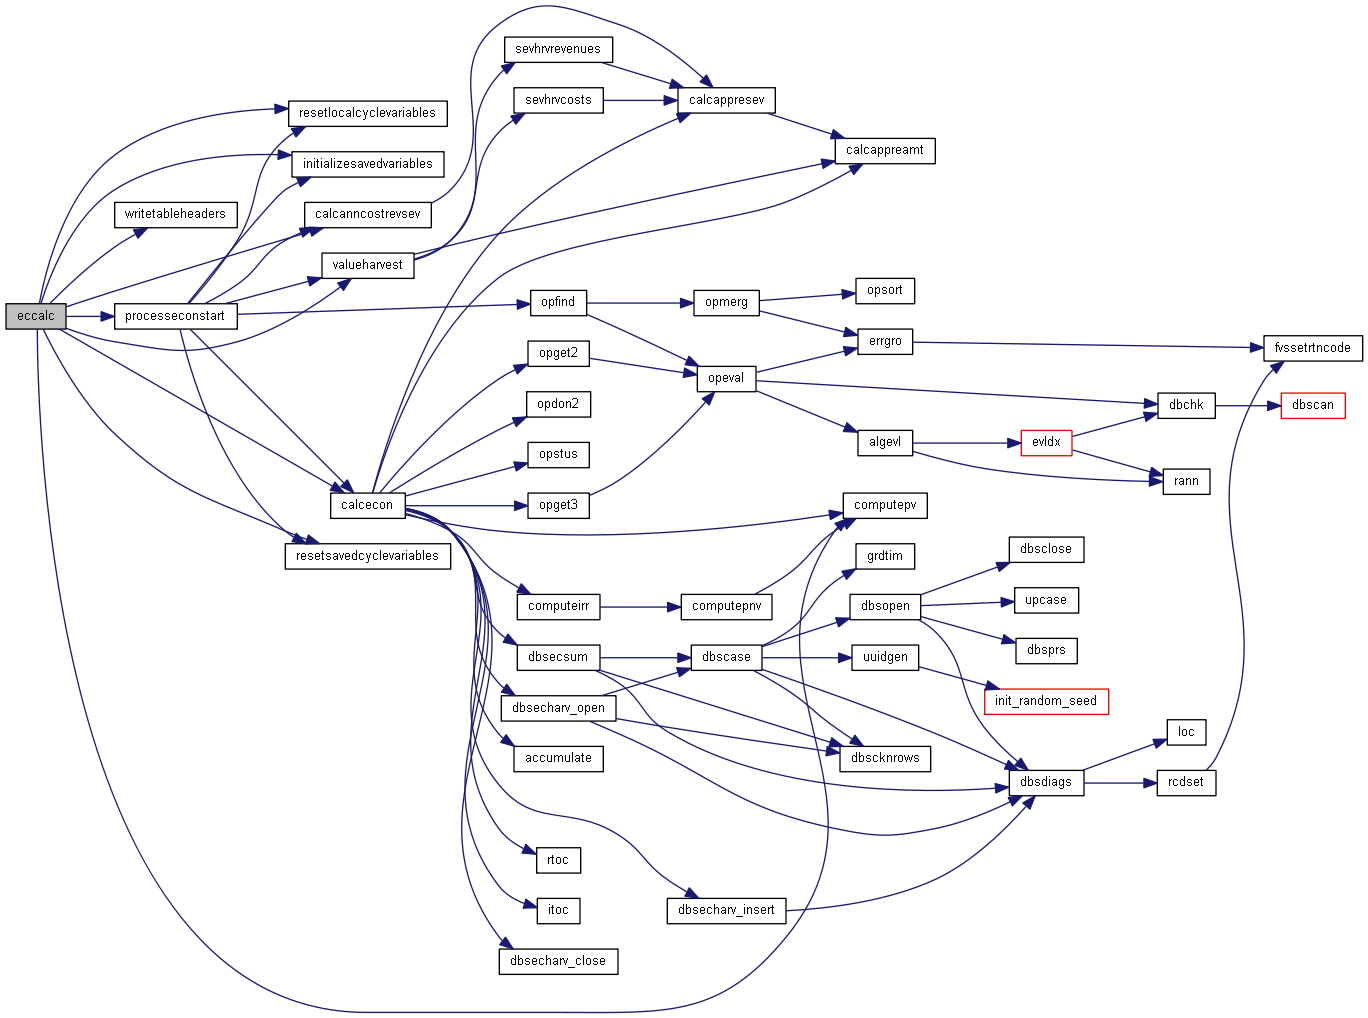 sevhrvrevenues
sevhrvcosts
calcappresev
resetlocalcyclevariables
calcappreamt
initializesavedvariables
writetableheaders
calcanncostrevsev
valueharvest
opsort
opfind
opmerg
eccalc
processeconstart
errgro
fvssetrtncode
opget2
opeval
dbchk
dbscan
opdon2
algevl
evldx
opstus
rann
calcecon
opget3
computepv
resetsavedcyclevariables
grdtim
dbsclose
upcase
computeirr
computepnv
dbsopen
dbsprs
dbsecsum
dbscase
uuidgen
init_random_seed
dbsecharv_open
loc
accumulate
dbscknrows
dbsdiags
rcdset
rtoc
itoc
dbsecharv_insert
dbsecharv_close